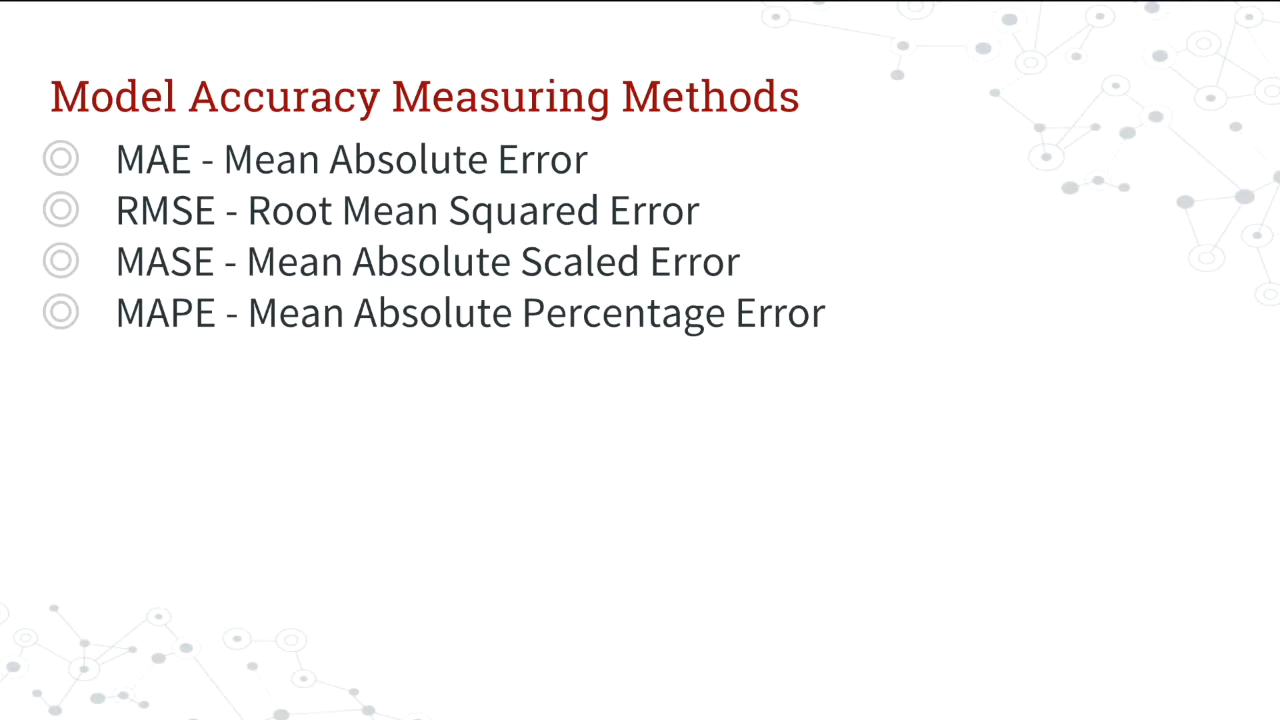 Model Accuracy Measuring Methods
MAE - Mean Absolute Error
RMSE - Root Mean Squared Error
MASE - Mean Absolute Scaled Error
MAPE - Mean Absolute Percentage Error